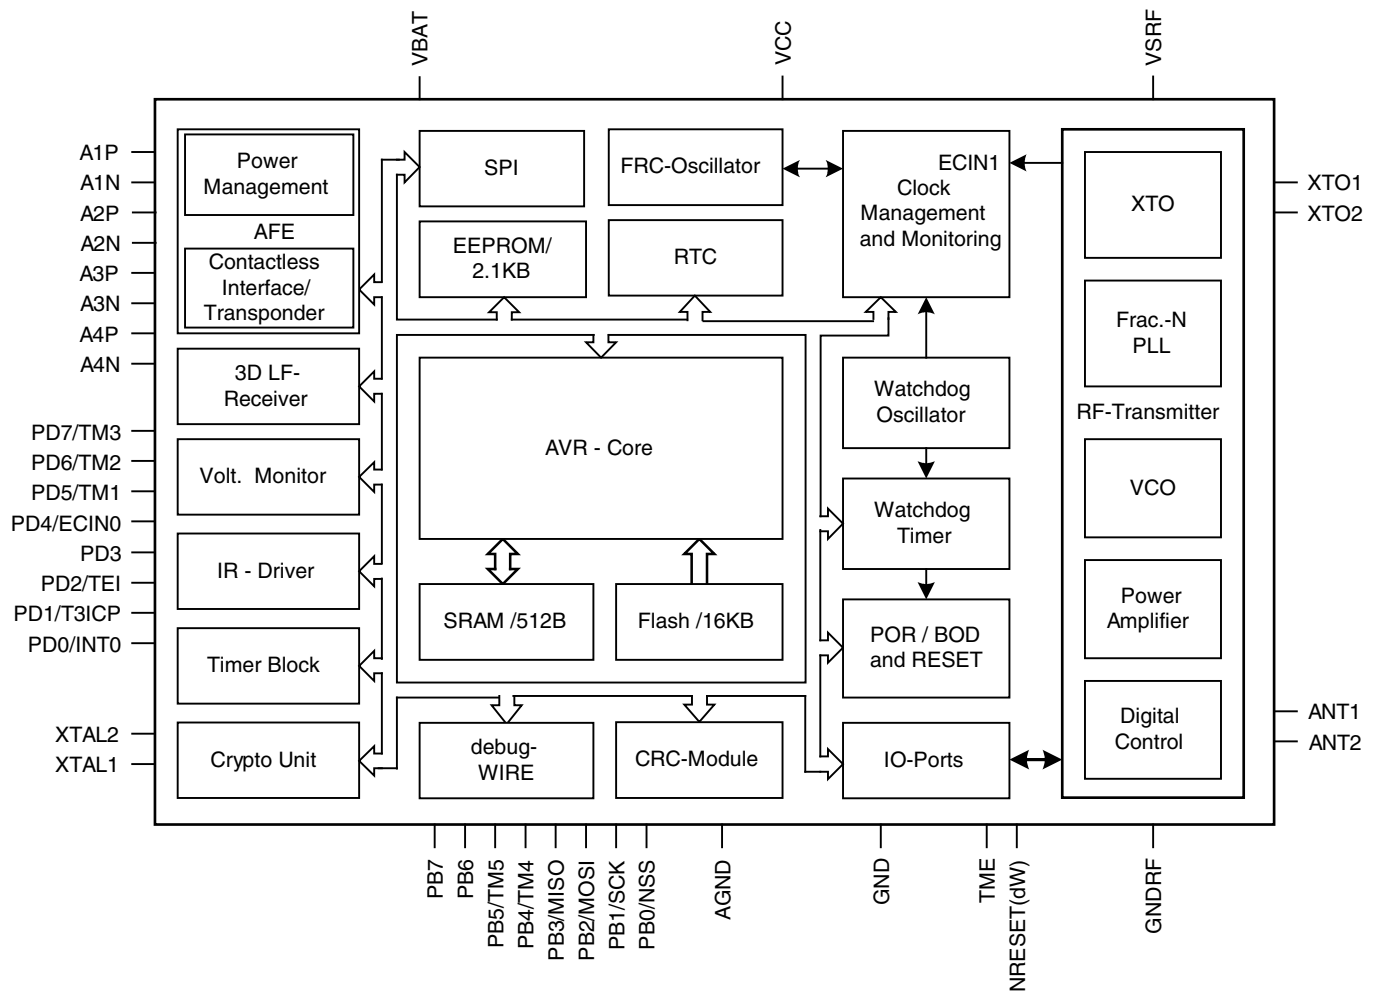 VBAT
VCC
VSRF
A1P
A1N
A2P
A2N
A3P
A3N
A4P
A4N
PD7/TM3
PD6/TM2
PD5/TM1
PD4/ECIN0
PD3
PD2/TEI
PD1/T3ICP
PD0/INT0
XTAL2
XTAL1
Power
Management
AFE
Contactless
Interface/
Transponder
3D LF-
Receiver
Volt. Monitor
IR - Driver
Timer Block
Crypto Unit
SPI
EEPROM/
2.1KB
FRC-Oscillator
RTC
AVR - Core
SRAM /512B
Flash /16KB
debug-
WIRE
CRC-Module
ECIN1
Clock
Management
and Monitoring
Watchdog
Oscillator
Watchdog
Timer
POR / BOD
and RESET
IO-Ports
XTO
Frac.-N
PLL
RF-Transmitter
VCO
Power
Amplifier
Digital
Control
XTO1
XTO2
ANT1
ANT2
PB7
PB6
PB5/TM5
PB4/TM4
PB3/MISO
PB2/MOSI
PB1/SCK
PB0/NSS
AGND
GND
TME
NRESET(dW)
GNDRF